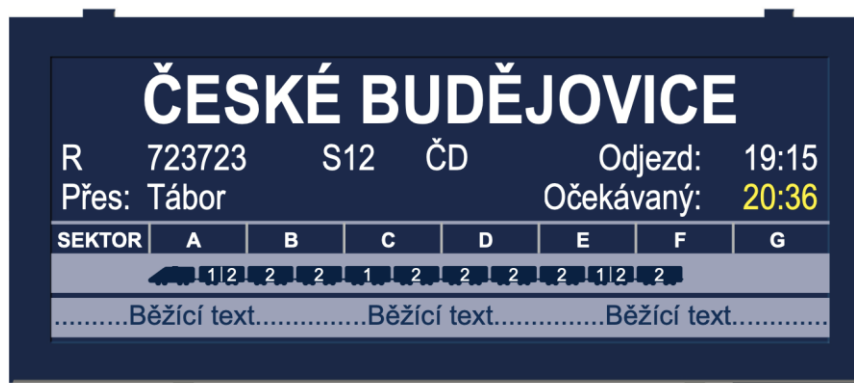 ČESKÉ BUDĚJOVICE
R 723723 S12 ČD Odjezd: 19:15
Přes: Tábor Očekávaný: 20:36
SEKTOR A B C D E F G
1|2 2 2 1 2 2 2 2 1|2 2
..........Běžící text...............Běžící text...............Běžící text.............